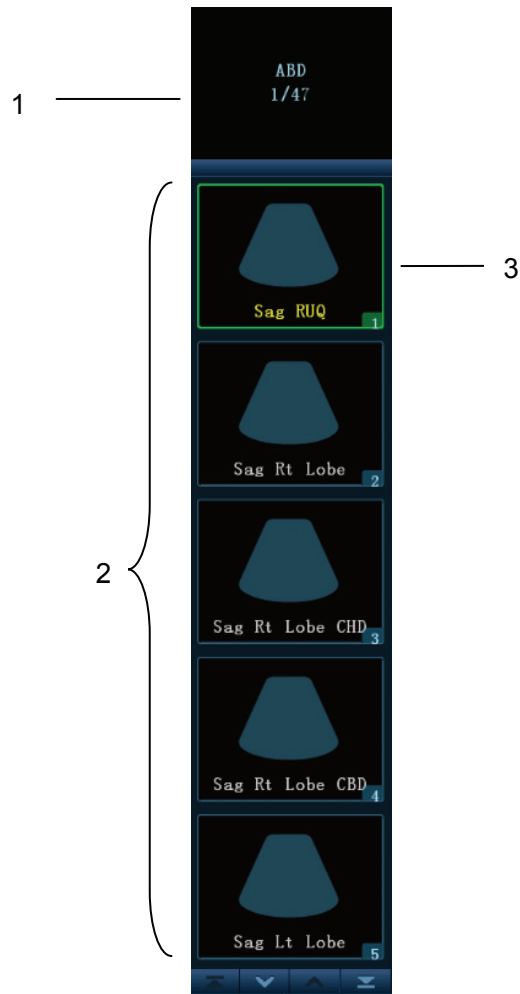 ABD
1/47
1
Sag RUQ
1
3
Sag Rt Lobe
2
2
Sag Rt Lobe CHD
3
Sag Rt Lobe CBD
4
Sag Lt Lobe
5